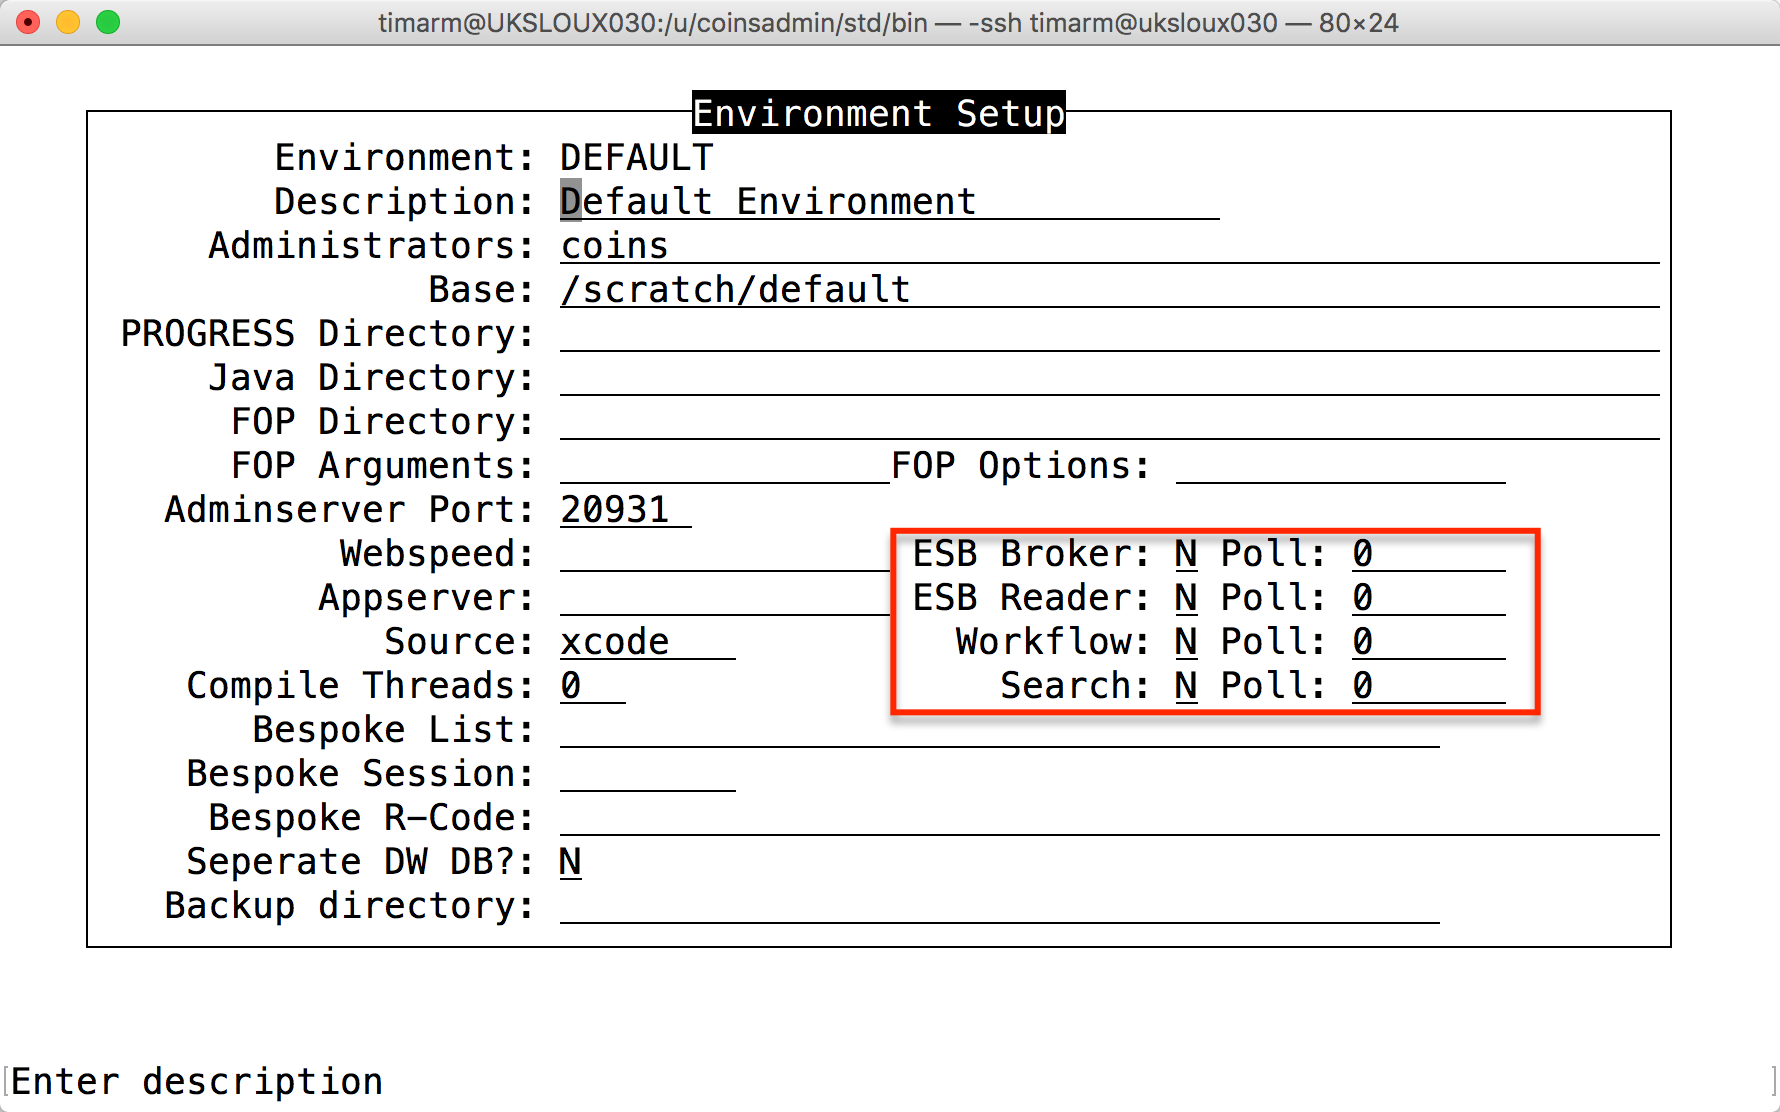 timarm@UKSLOUX030:/u/coinsadmin/std/bin — -ssh timarm@uksloux030 — 80×24
Environment Setup
Environment: DEFAULT
Description: Default Environment
Administrators: coins
Base: /scratch/default
PROGRESS Directory:
Java Directory:
FOP Directory:
FOP Arguments: FOP Options:
Adminserver Port: 20931
Webspeed: ESB Broker: N Poll: 0
Appserver: ESB Reader: N Poll: 0
Source: xcode Workflow: N Poll: 0
Compile Threads: 0 Search: N Poll: 0
Bespoke List:
Bespoke Session:
Bespoke R-Code:
Seperate DW DB?: N
Backup directory:
[Enter description ]